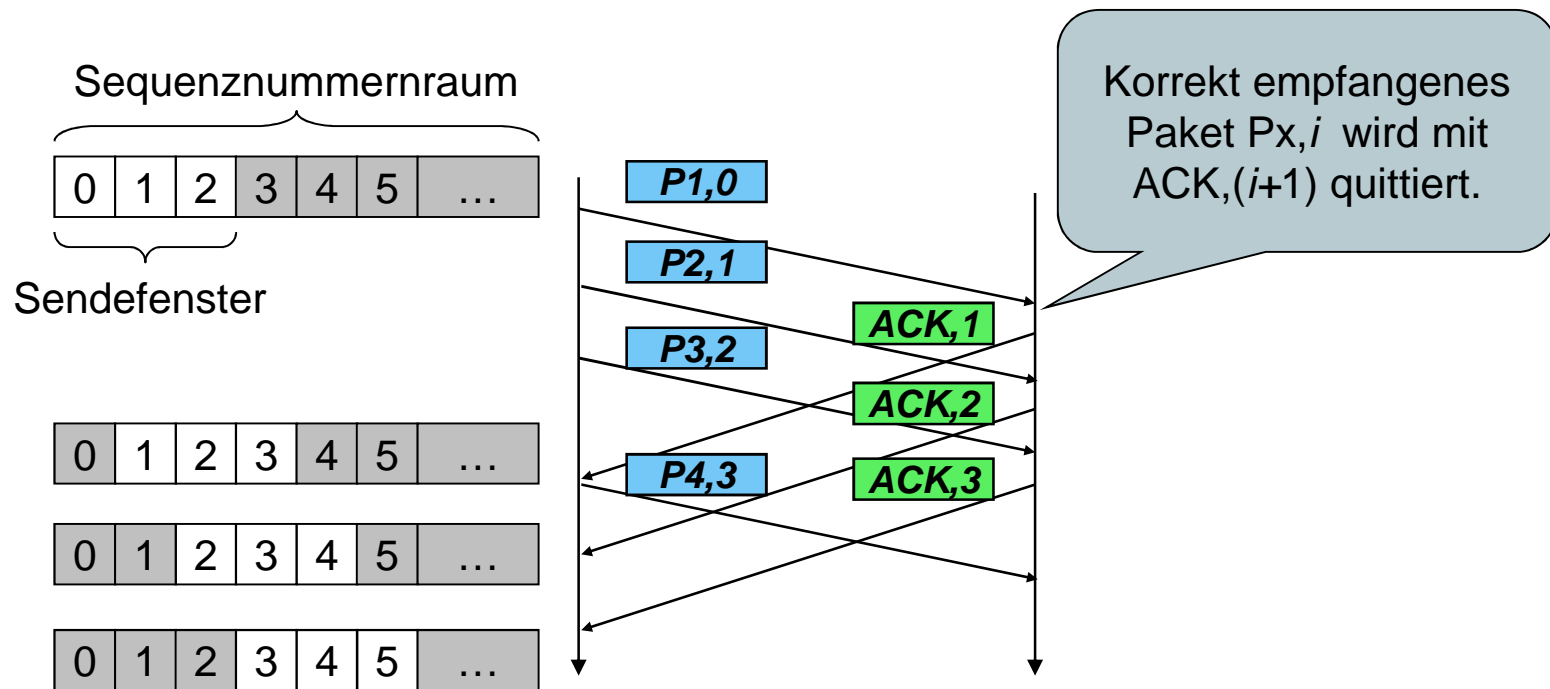 Sequenznummernraum
0 1 2 3 4 5 …
Sendefenster
P1,0
P2,1
P3,2
ACK,1
ACK,2
P4,3
ACK,3
Korrekt empfangenes
Paket Px,i wird mit
ACK,(i+1) quittiert.
0 1 2 3 4 5 …
0 1 2 3 4 5 …
0 1 2 3 4 5 …